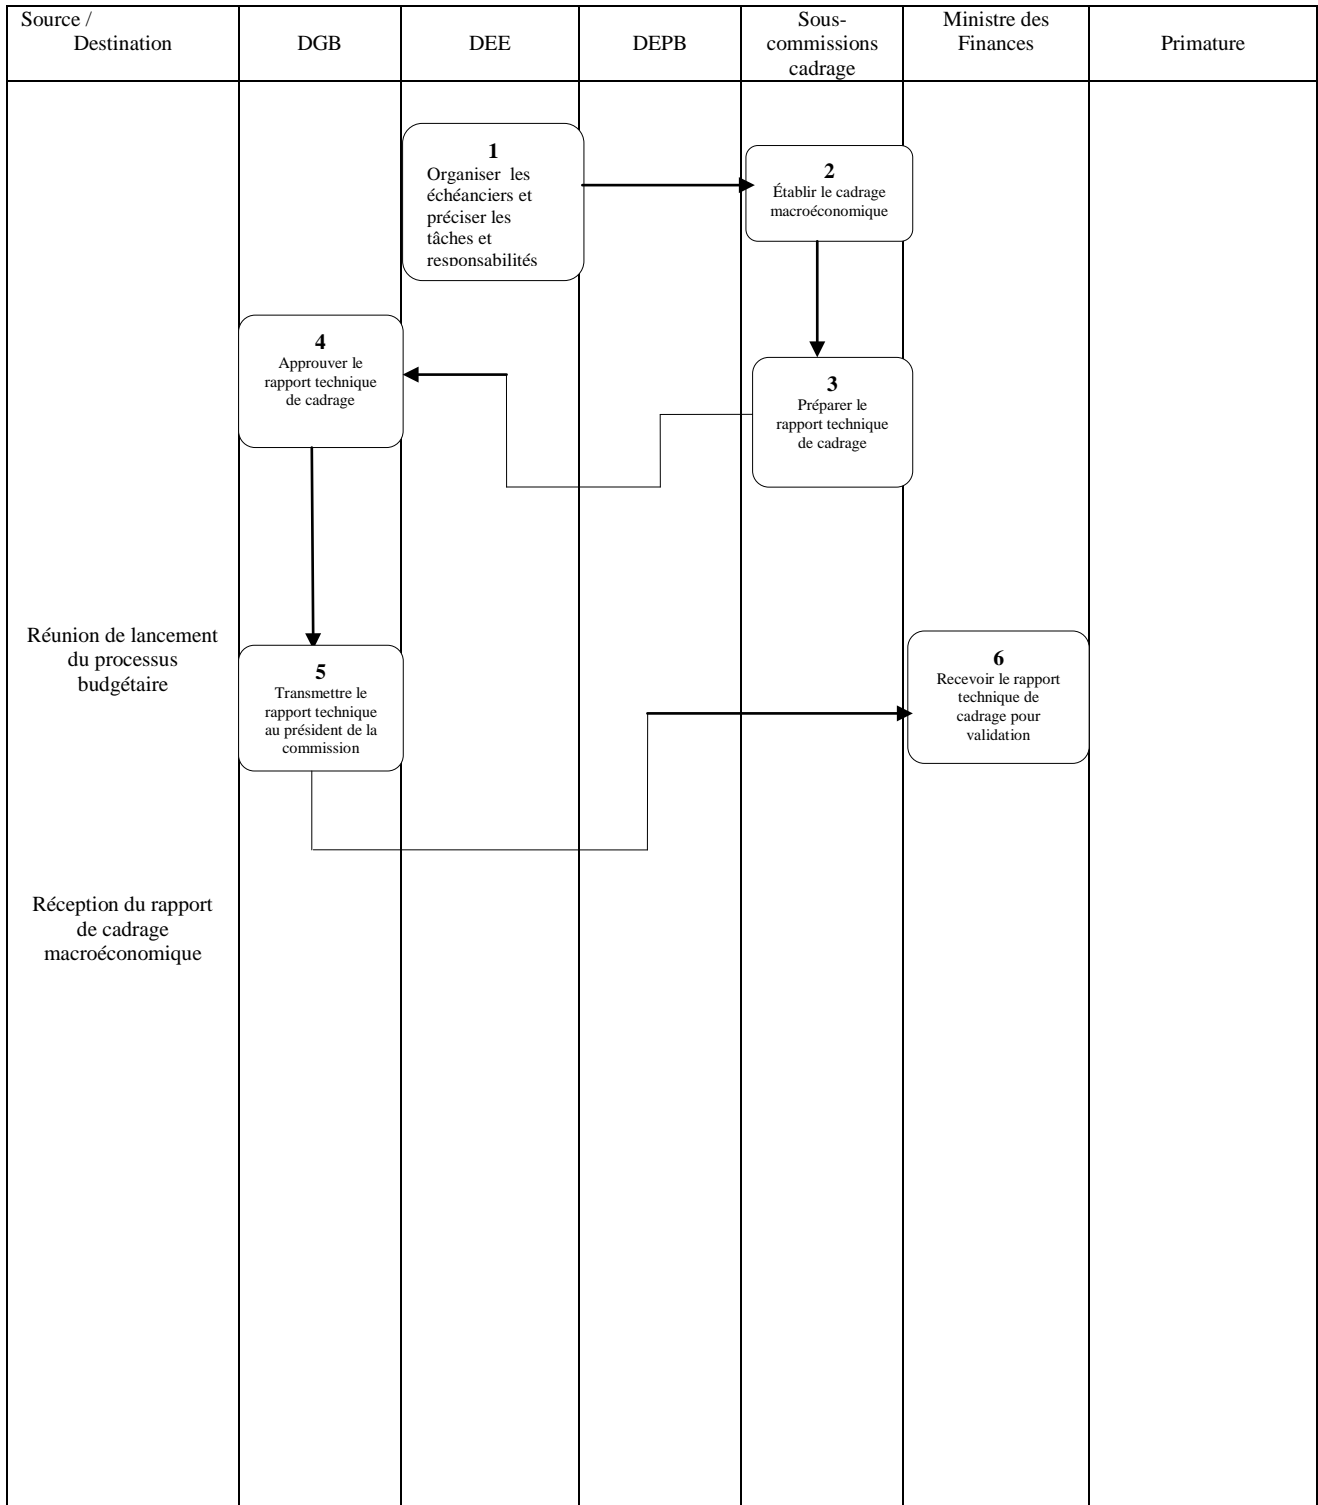 Source /
Destination
DGB
DEE
DEPB
Sous-
commissions
cadrage
Ministre des
Finances
Primature
1
Organiser les
échéanciers et
préciser les
tâches et
responsabilités
2
Établir le cadrage
macroéconomique
4
Approuver le
rapport technique
de cadrage
3
Préparer le
rapport technique
de cadrage
Réunion de lancement
du processus
budgétaire
5
Transmettre le
rapport technique
au président de la
commission
6
Recevoir le rapport
technique de
cadrage pour
validation
Réception du rapport
de cadrage
macroéconomique